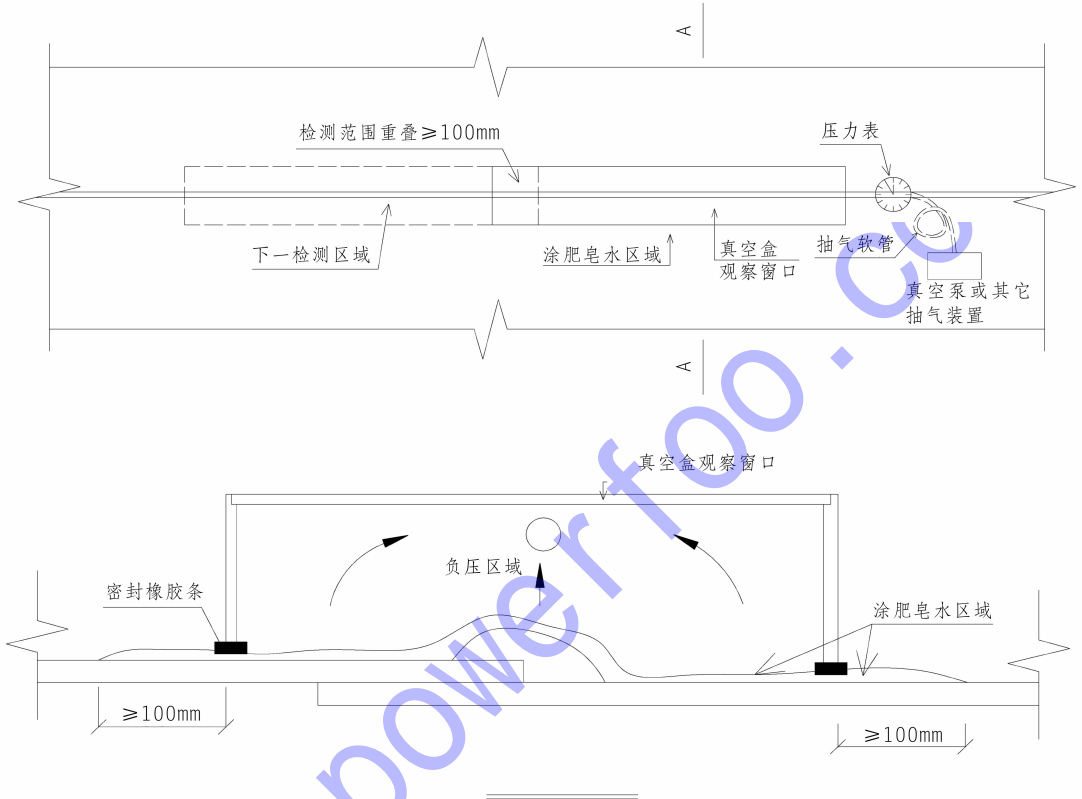 A
检测范围重叠≥100mm
压力表
下一检测区域
涂肥皂水区域
真空盒
观察窗口
抽气软管
真空泵或其它
抽气装置
A
真空盒观察窗口
负压区域
密封橡胶条
涂肥皂水区域
≥100mm
≥100mm
powerfoo.co